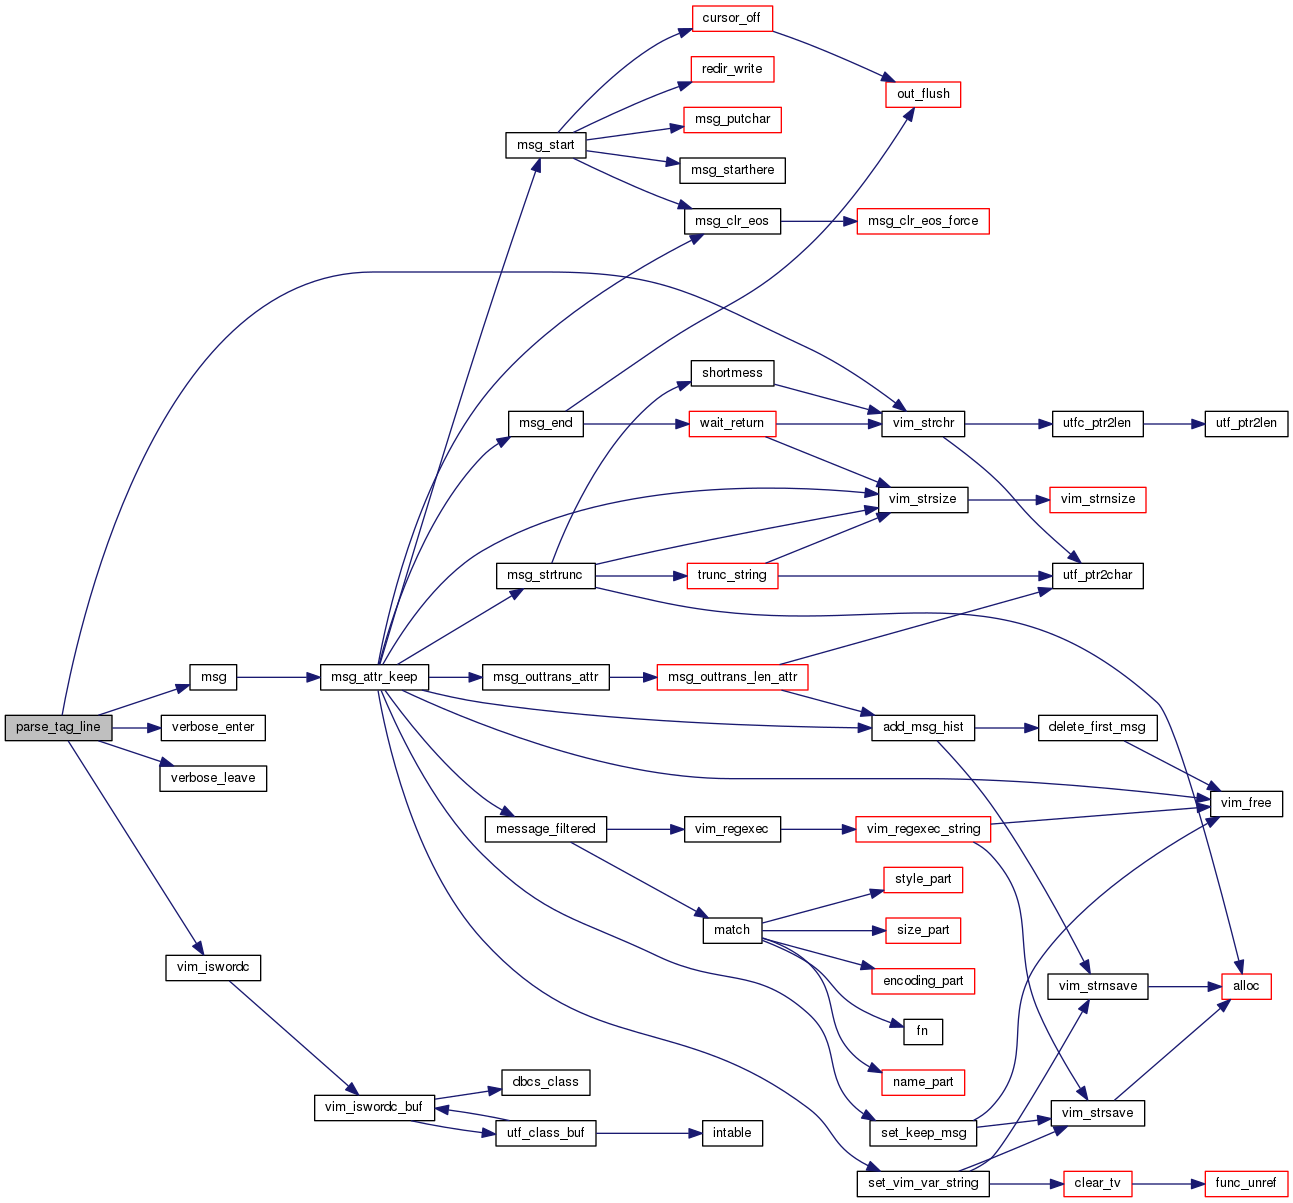 cursor_off
redir_write
out_flush
msg_putchar
msg_start
msg_starthere
msg_clr_eos
msg_clr_eos_force
shortmess
msg_end
wait_return
vim_strchr
utfc_ptr2len
utf_ptr2len
vim_strsize
vim_strnsize
msg_strtrunc
trunc_string
utf_ptr2char
msg
msg_attr_keep
msg_outtrans_attr
msg_outtrans_len_attr
parse_tag_line
verbose_enter
add_msg_hist
delete_first_msg
verbose_leave
vim_free
message_filtered
vim_regexec
vim_regexec_string
style_part
match
size_part
vim_iswordc
encoding_part
vim_strnsave
alloc
fn
dbcs_class
name_part
vim_iswordc_buf
vim_strsave
utf_class_buf
intable
set_keep_msg
set_vim_var_string
clear_tv
func_unref